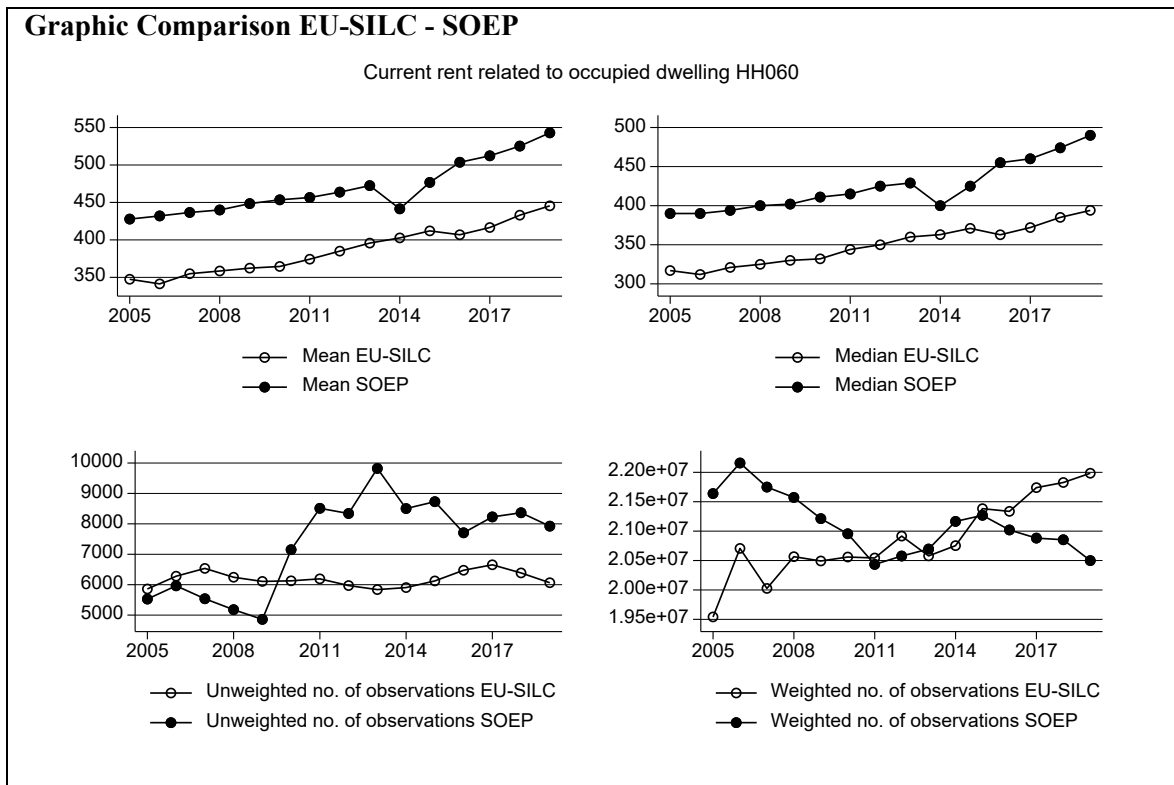 Graphic Comparison EU-SILC - SOEP
Current rent related to occupied dwelling HH060
550
500
450
400
350
2005 2008 2011 2014 2017
Mean EU-SILC
Mean SOEP
500
450
400
350
300
2005 2008 2011 2014 2017
Median EU-SILC
Median SOEP
10000
9000
8000
7000
6000
5000
2005 2008 2011 2014 2017
Unweighted no. of observations EU-SILC
Unweighted no. of observations SOEP
2.20e+07
2.15e+07
2.10e+07
2.05e+07
2.00e+07
1.95e+07
2005 2008 2011 2014 2017
Weighted no. of observations EU-SILC
Weighted no. of observations SOEP